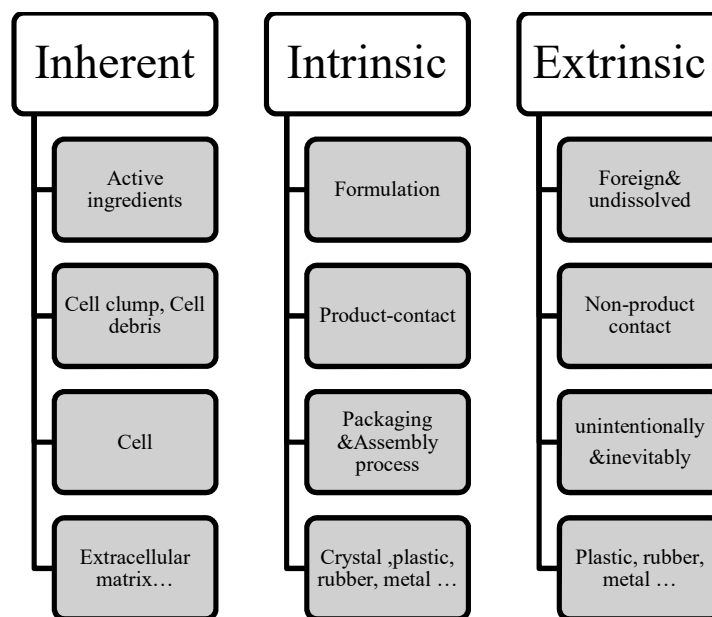 Inherent
Active
ingredients
Cell clump, Cell
debris
Cell
Extracellular
matrix…
Intrinsic
Formulation
Product-contact
Packaging
&Assembly
process
Crystal ,plastic,
rubber, metal …
Extrinsic
Foreign&
undissolved
Non-product
contact
unintentionally
&inevitably
Plastic, rubber,
metal …